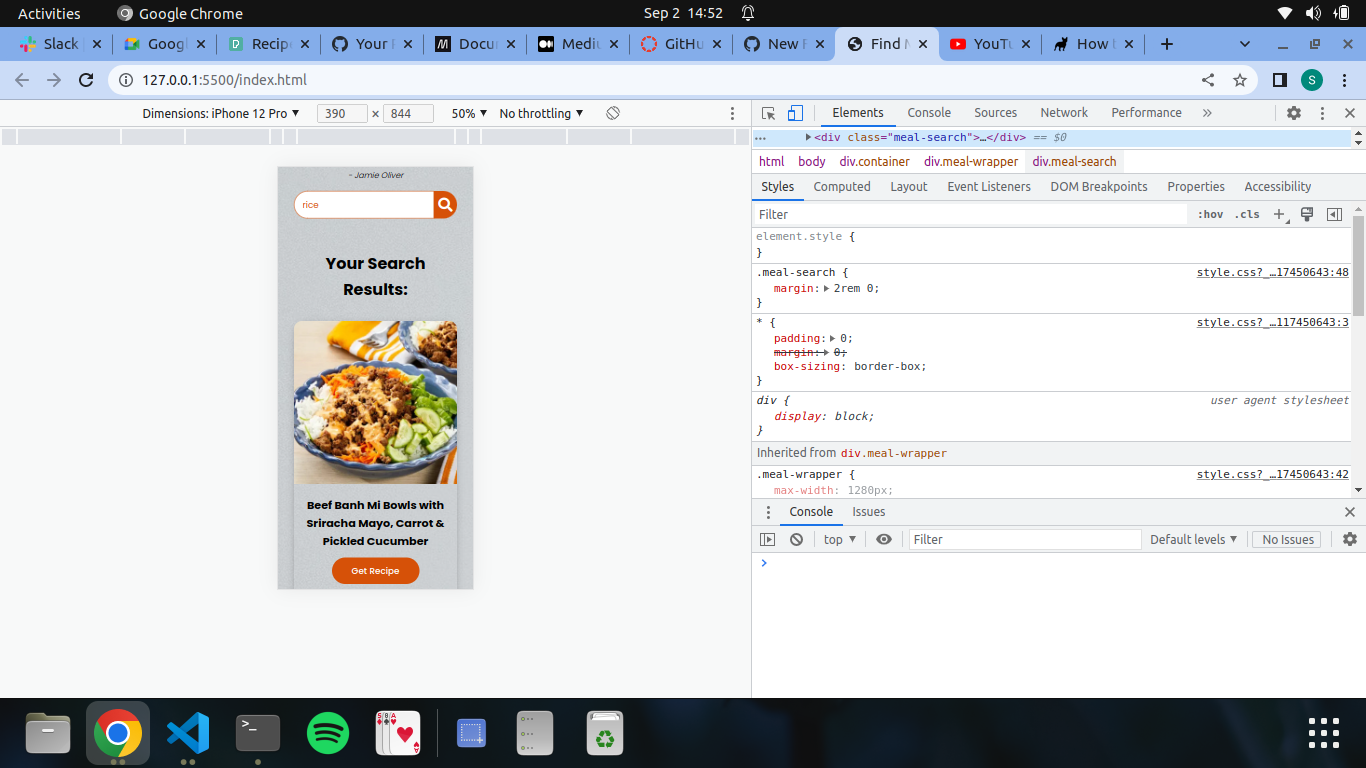 Activities Google Chrome Sep 2 14:52
Slack Googl Recipe Your F Docu Mediu GitHu New F Find M YouTu How t
127.0.0.1:5500/index.html S
Dimensions: iPhone 12 Pro ▼ 390 × 844 50% ▼ No throttling ▼
Elements Console Sources Network Performance »
… ▶<div class="meal-search">…</div> == $0
html body div.container div.meal-wrapper div.meal-search
Styles Computed Layout Event Listeners DOM Breakpoints Properties Accessibility
Filter :hov .cls +
element.style {
}
.meal-search { style.css?_…17450643:48
margin:▶ 2rem 0;
}
* { style.css?_…117450643:3
padding:▶ 0;
margin:▶ 0;
box-sizing: border-box;
}
div { user agent stylesheet
display: block;
}
Inherited from div.meal-wrapper
.meal-wrapper { style.css?_…17450643:42
max-width: 1280px;
Console Issues
top ▼ Filter Default levels ▼ No Issues
>
- Jamie Oliver
rice
Your Search
Results:
Beef Banh Mi Bowls with
Sriracha Mayo, Carrot &
Pickled Cucumber
Get Recipe